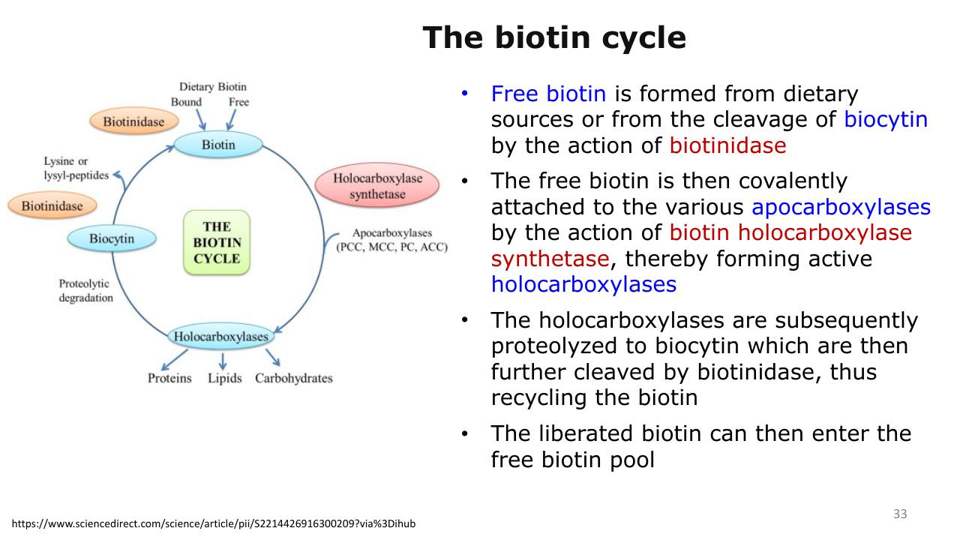 The biotin cycle
Dietary Biotin
Bound Free
Biotinidase
Biotin
Lysine or
lysyl-peptides
Holocarboxylase
synthetase
Biotinidase
THE
BIOTIN
CYCLE
Biocytin
Apocarboxylases
(PCC, MCC, PC, ACC)
Proteolytic
degradation
Holocarboxylases
Proteins Lipids Carbohydrates
• Free biotin is formed from dietary
sources or from the cleavage of biocytin
by the action of biotinidase
• The free biotin is then covalently
attached to the various apocarboxylases
by the action of biotin holocarboxylase
synthetase, thereby forming active
holocarboxylases
• The holocarboxylases are subsequently
proteolyzed to biocytin which are then
further cleaved by biotinidase, thus
recycling the biotin
• The liberated biotin can then enter the
free biotin pool
https://www.sciencedirect.com/science/article/pii/S2214426916300209?via%3Dihub
33